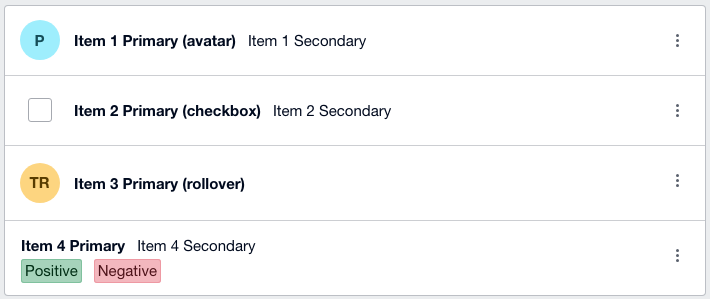 P Item 1 Primary (avatar) Item 1 Secondary
Item 2 Primary (checkbox) Item 2 Secondary
TR Item 3 Primary (rollover)
Item 4 Primary Item 4 Secondary
Positive Negative